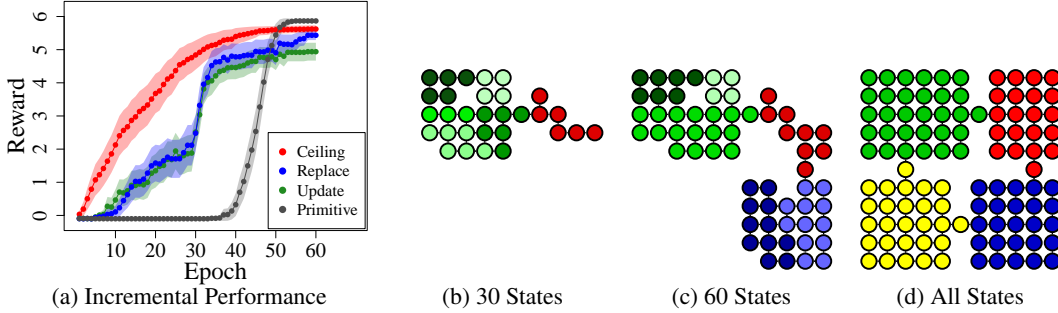 6
5
4
3
2
1
0
Reward
Ceiling
Replace
Update
Primitive
10 20 30 40 50 60
Epoch
(a) Incremental Performance
(b) 30 States
(c) 60 States
(d) All States